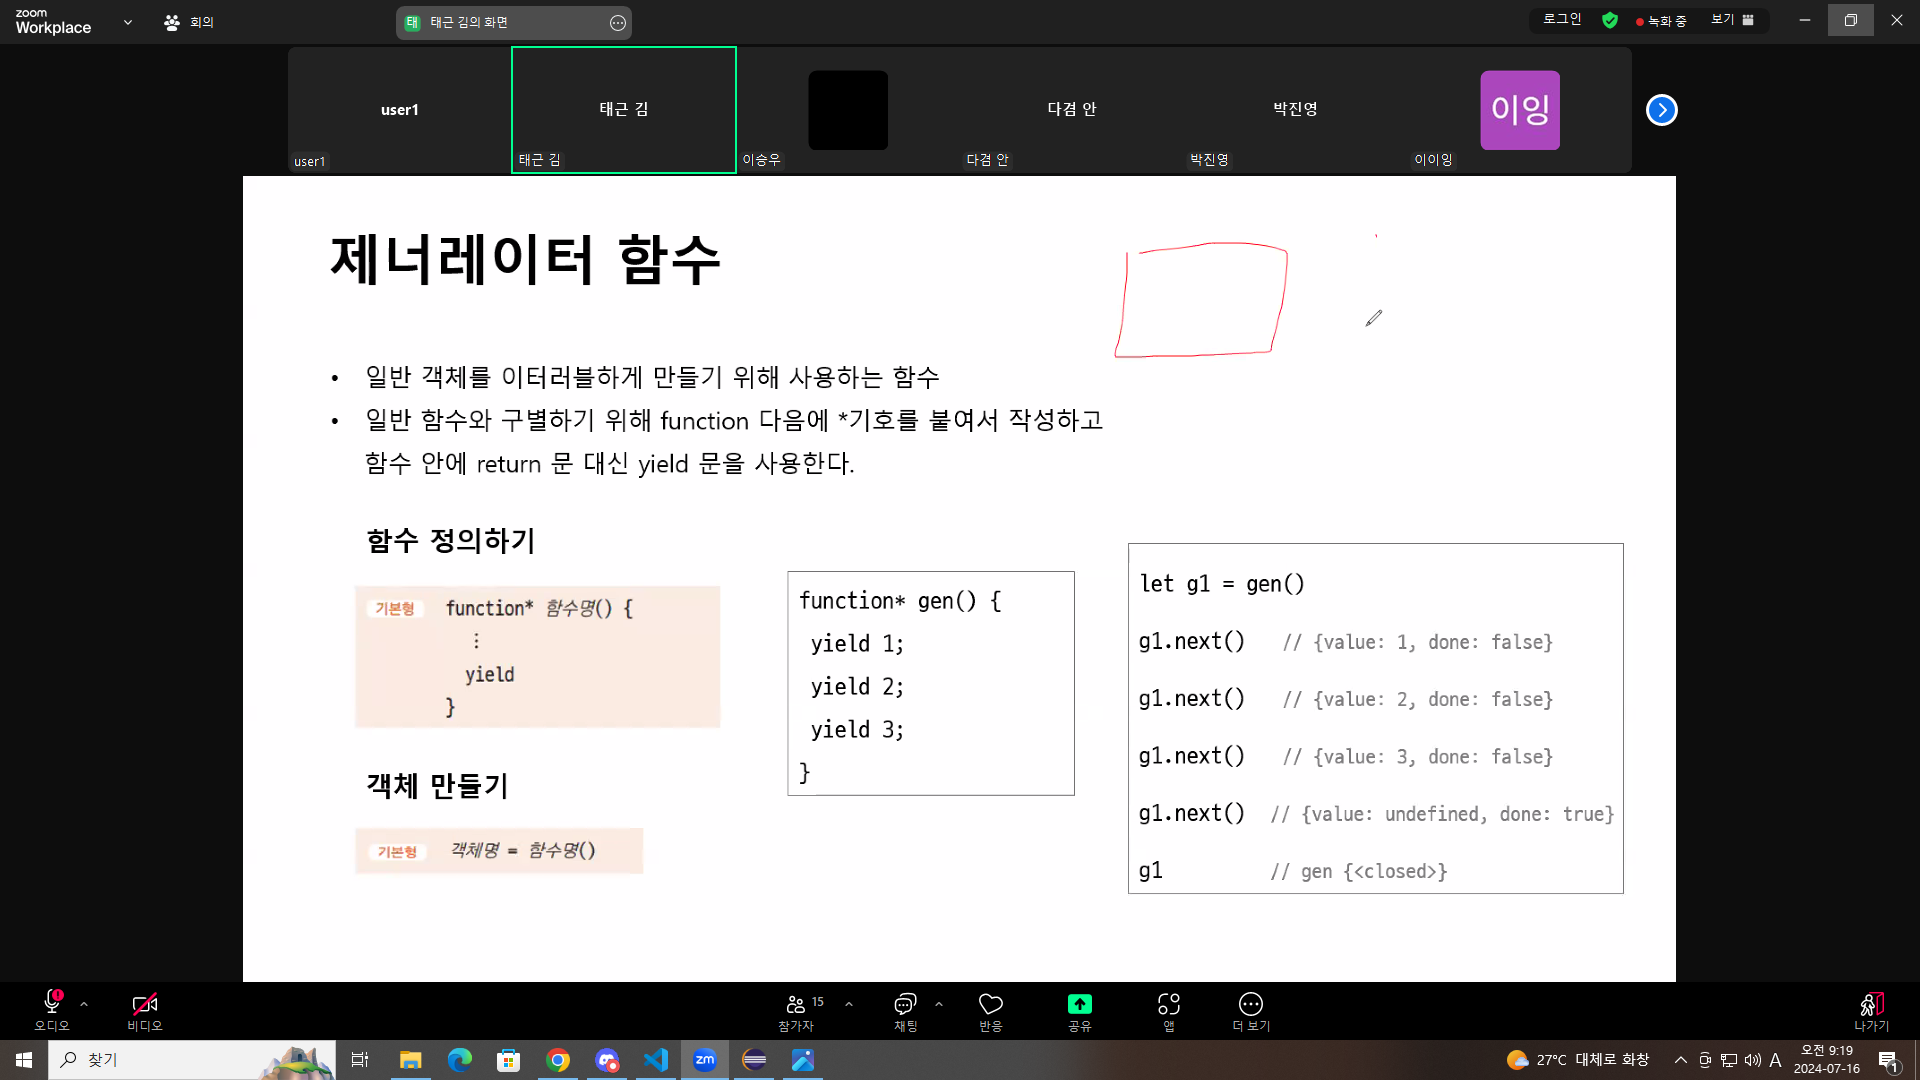 zoom
Workplace
회의
태 태근 김의 화면
로그인
녹화 중
보기
user1
태근 김
다겸 안
박진영
이잉
user1
태근 김
이승우
다겸 안
박진영
이이잉
제너레이터 함수
• 일반 객체를 이터러블하게 만들기 위해 사용하는 함수
• 일반 함수와 구별하기 위해 function 다음에 *기호를 붙여서 작성하고
함수 안에 return 문 대신 yield 문을 사용한다.
함수 정의하기
기본형 function* 함수명() {
⋮
yield
}
객체 만들기
기본형 객체명 = 함수명()
function* gen() {
yield 1;
yield 2;
yield 3;
}
let g1 = gen()
g1.next() // {value: 1, done: false}
g1.next() // {value: 2, done: false}
g1.next() // {value: 3, done: false}
g1.next() // {value: undefined, done: true}
g1 // gen {<closed>}
오디오
비디오
참가자 15
채팅
반응
공유
앱
더 보기
나가기
찾기
zm
27°C 대체로 화창
A
오전 9:19
2024-07-16
1